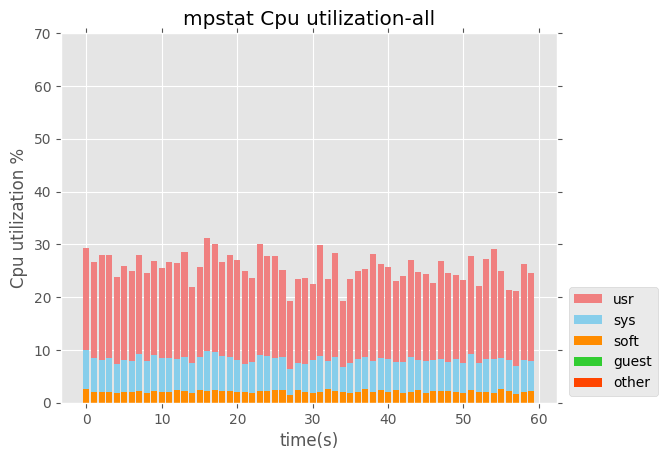 mpstat Cpu utilization-all
70
60
50
40
30
20
10
0
Cpu utilization %
0 10 20 30 40 50 60
time(s)
usr
sys
soft
guest
other